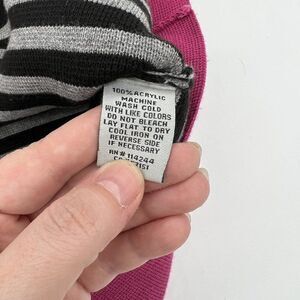 100% ACRYLIC
MACHINE
WASH COLD
WITH LIKE COLORS
DO NOT BLEACH
LAY FLAT TO DRY
COOL IRON ON
REVERSE SIDE
IF NECESSARY
RN# 114244